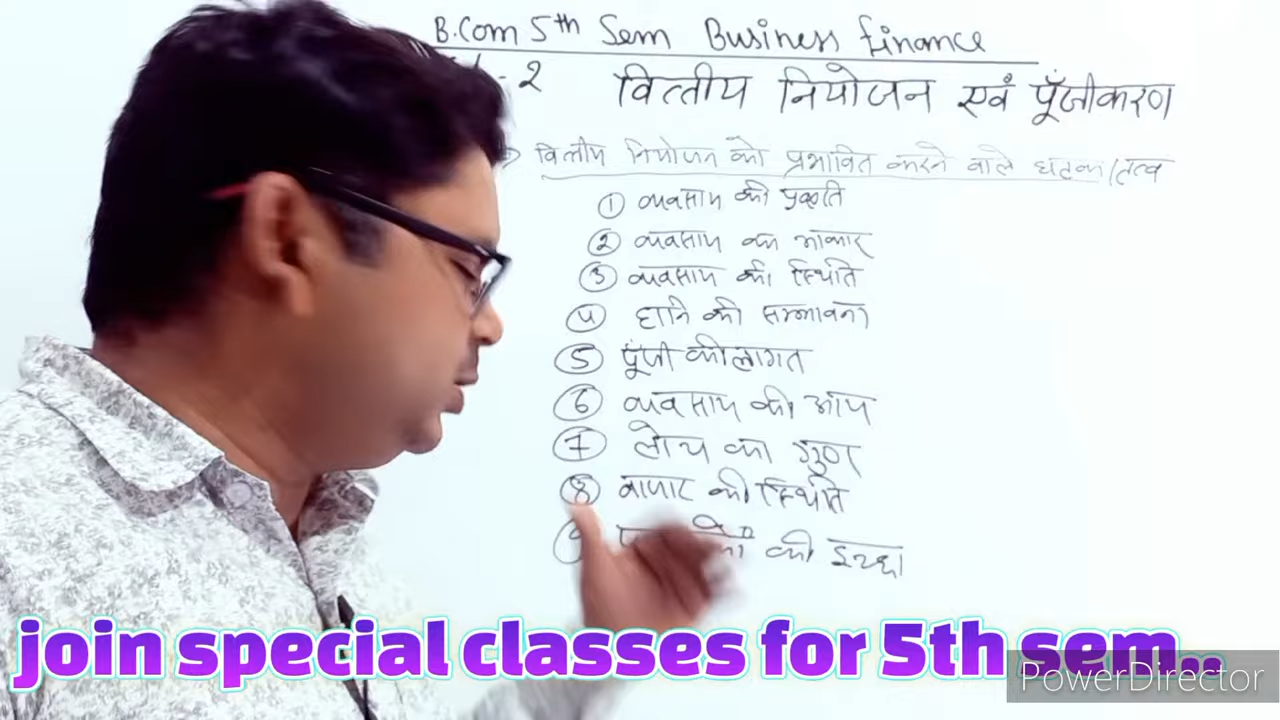 B.Com 5th Sem Business finance
- 2 वित्तीय नियोजन एवं पूँजीकरण
वित्तीय नियोजन को प्रभावित करने वाले घटक/तत्व
① व्यवसाय की प्रकृति
② व्यवसाय का आकार
③ व्यवसाय की स्थिति
④ हानि की सम्भावना
⑤ पूंजी की लागत
⑥ व्यवसाय की आय
⑦ लोच का गुण
⑧ बाजार की स्थिति
की इच्छा
join special classes for 5th sem..
PowerDirector